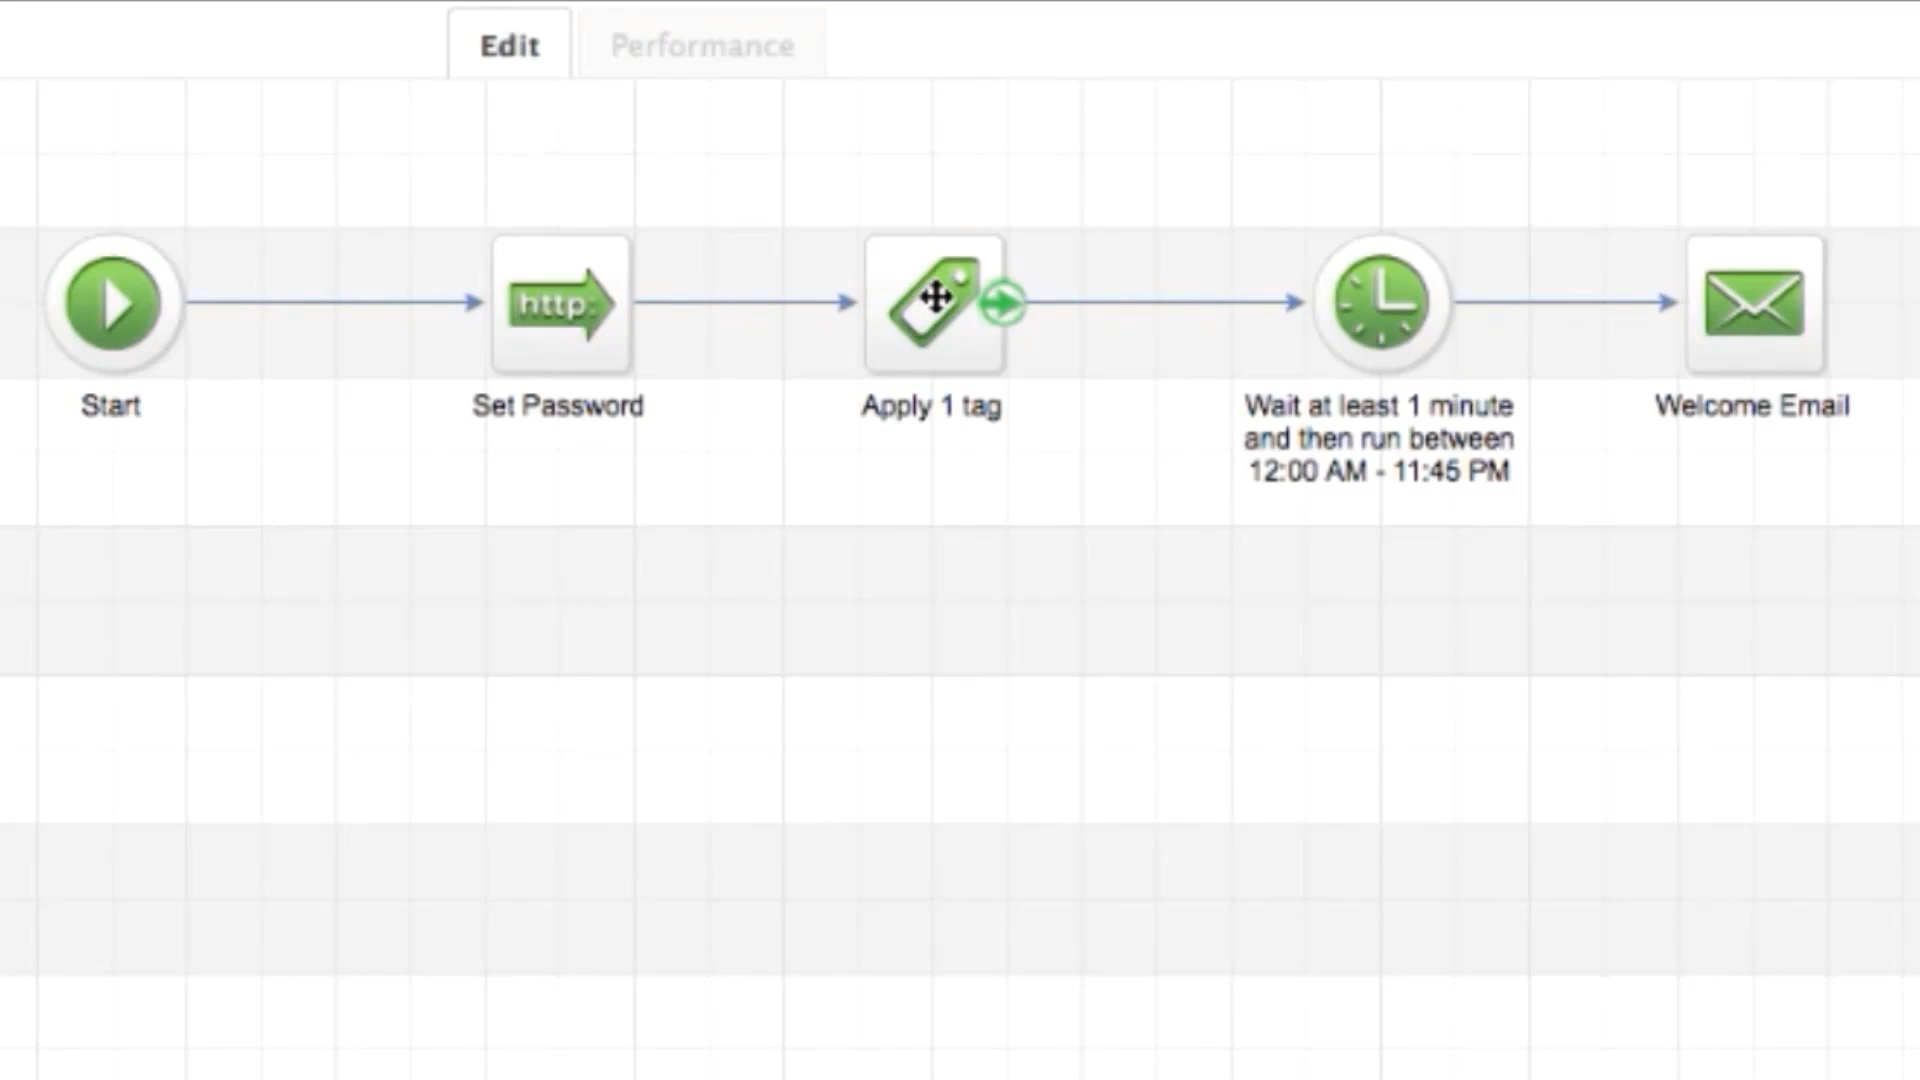 Edit
Performance
http:
Start
Set Password
Apply 1 tag
Wait at least 1 minute
and then run between
12:00 AM - 11:45 PM
Welcome Email